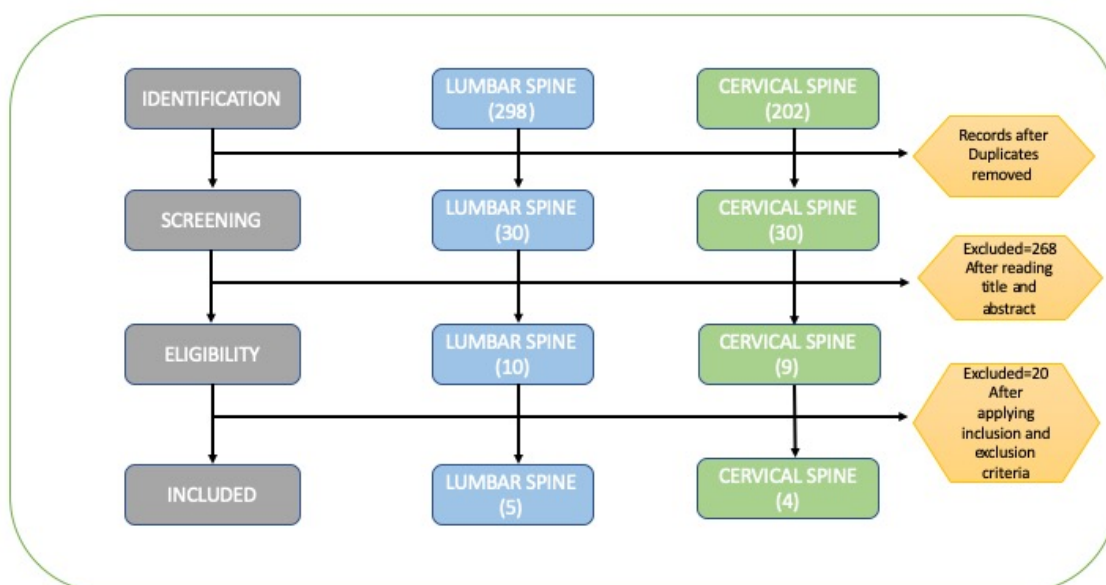 IDENTIFICATION
LUMBAR SPINE
(298)
CERVICAL SPINE
(202)
Records after
Duplicates
removed
SCREENING
LUMBAR SPINE
(30)
CERVICAL SPINE
(30)
Excluded=268
After reading
title and
abstract
ELIGIBILITY
LUMBAR SPINE
(10)
CERVICAL SPINE
(9)
Excluded=20
After
applying
inclusion and
exclusion
criteria
INCLUDED
LUMBAR SPINE
(5)
CERVICAL SPINE
(4)